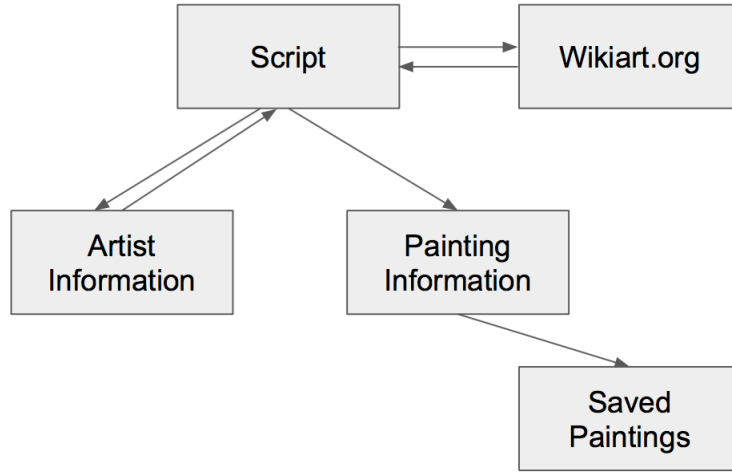 Script
Wikiart.org
Artist
Information
Painting
Information
Saved
Paintings